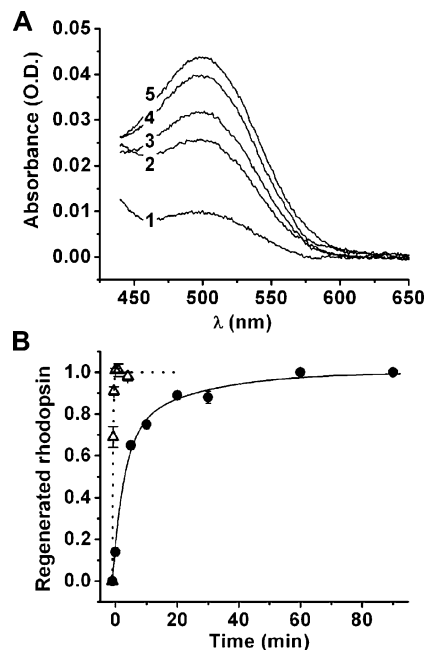 A
Absorbance (O.D.)
0.05
0.04
0.03
0.02
0.01
0.00
5
4
3
2
1
450 500 550 600 650
λ (nm)
B
Regenerated rhodopsin
1.0
0.8
0.6
0.4
0.2
0.0
0 20 40 60 80
Time (min)